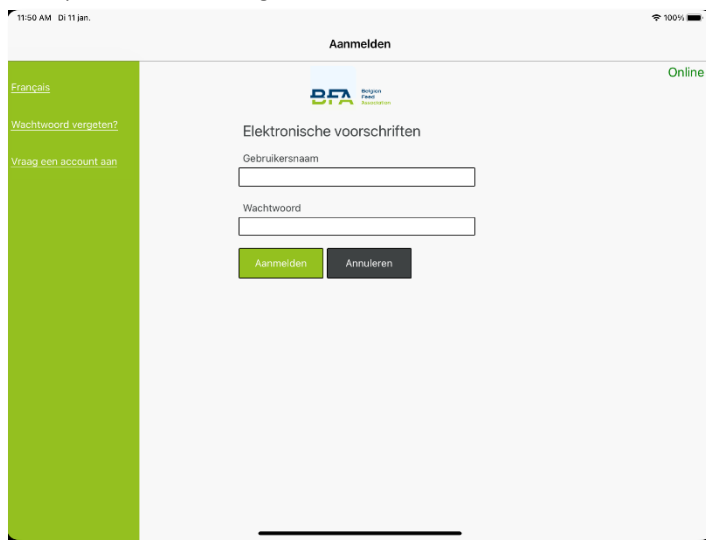 11:50 AM Di 11 jan.
100%
Aanmelden
Online
Français
Wachtwoord vergeten?
Vraag een account aan
BFA
Belgian
Feed
Association
Elektronische voorschriften
Gebruikersnaam
Wachtwoord
Aanmelden
Annuleren